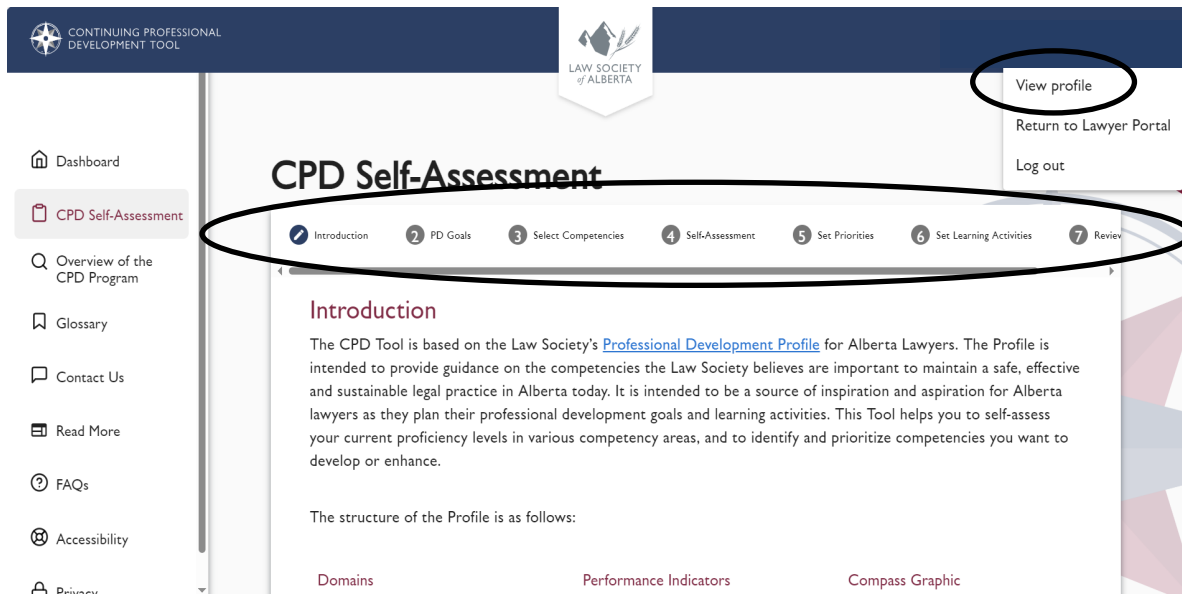 CONTINUING PROFESSIONAL
DEVELOPMENT TOOL
LAW SOCIETY
of ALBERTA
View profile
Return to Lawyer Portal
Log out
Dashboard
CPD Self-Assessment
Overview of the
CPD Program
Glossary
Contact Us
Read More
FAQs
Accessibility
Privacy
CPD Self-Assessment
Introduction
2 PD Goals
3 Select Competencies
4 Self-Assessment
5 Set Priorities
6 Set Learning Activities
7 Review
Introduction
The CPD Tool is based on the Law Society’s Professional Development Profile for Alberta Lawyers. The Profile is
intended to provide guidance on the competencies the Law Society believes are important to maintain a safe, effective
and sustainable legal practice in Alberta today. It is intended to be a source of inspiration and aspiration for Alberta
lawyers as they plan their professional development goals and learning activities. This Tool helps you to self-assess
your current proficiency levels in various competency areas, and to identify and prioritize competencies you want to
develop or enhance.
The structure of the Profile is as follows:
Domains
Performance Indicators
Compass Graphic